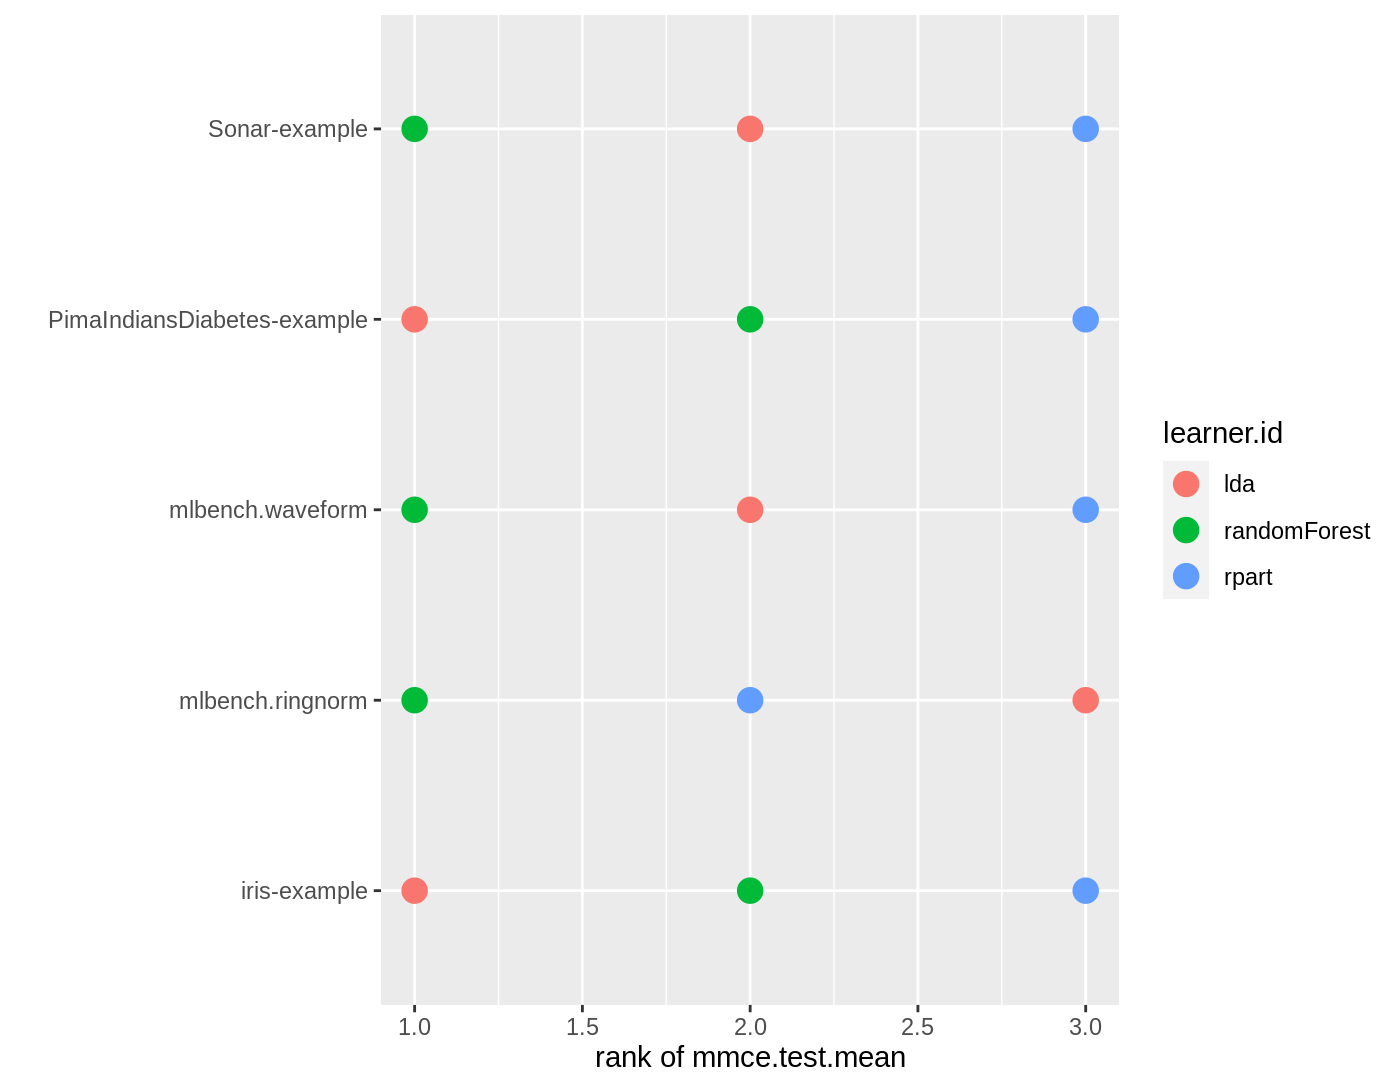 Sonar-example
PimaIndiansDiabetes-example
mlbench.waveform
mlbench.ringnorm
iris-example
1.0 1.5 2.0 2.5 3.0
rank of mmce.test.mean
learner.id
lda
randomForest
rpart